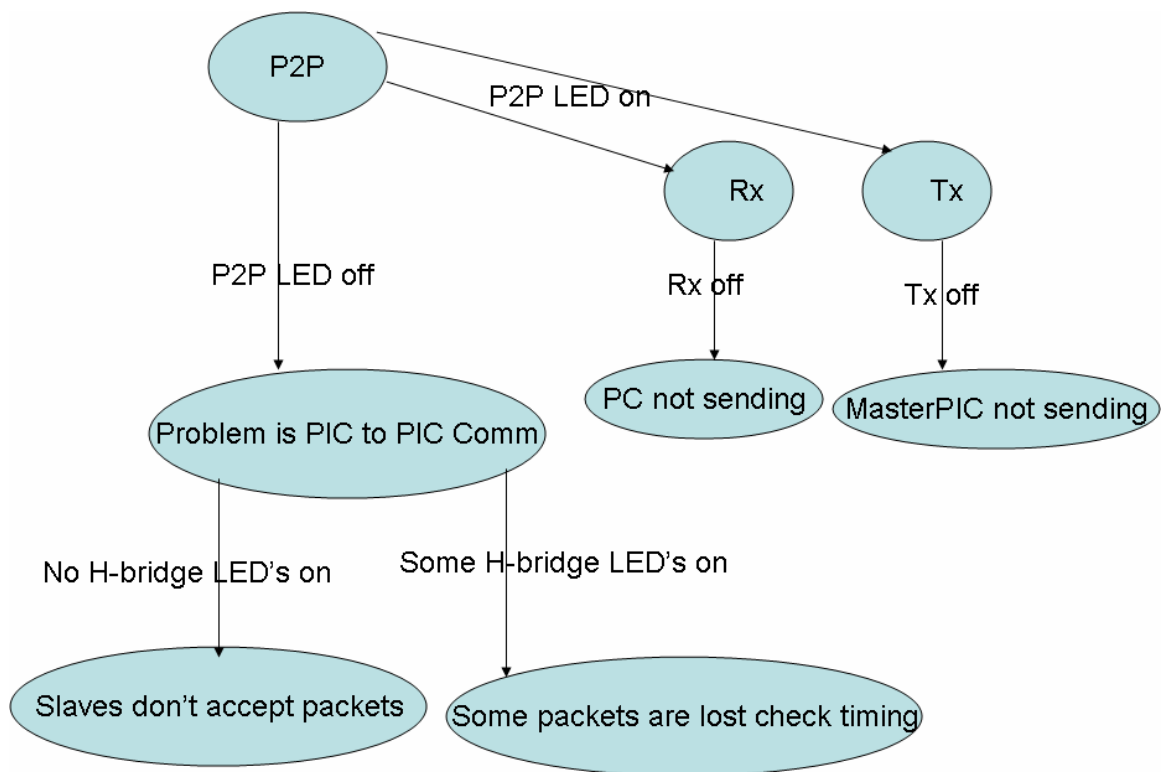 P2P
P2P LED on
Rx
Tx
P2P LED off
Rx off
Tx off
PC not sending
MasterPIC not sending
Problem is PIC to PIC Comm
No H-bridge LED’s on
Some H-bridge LED’s on
Slaves don’t accept packets
Some packets are lost check timing